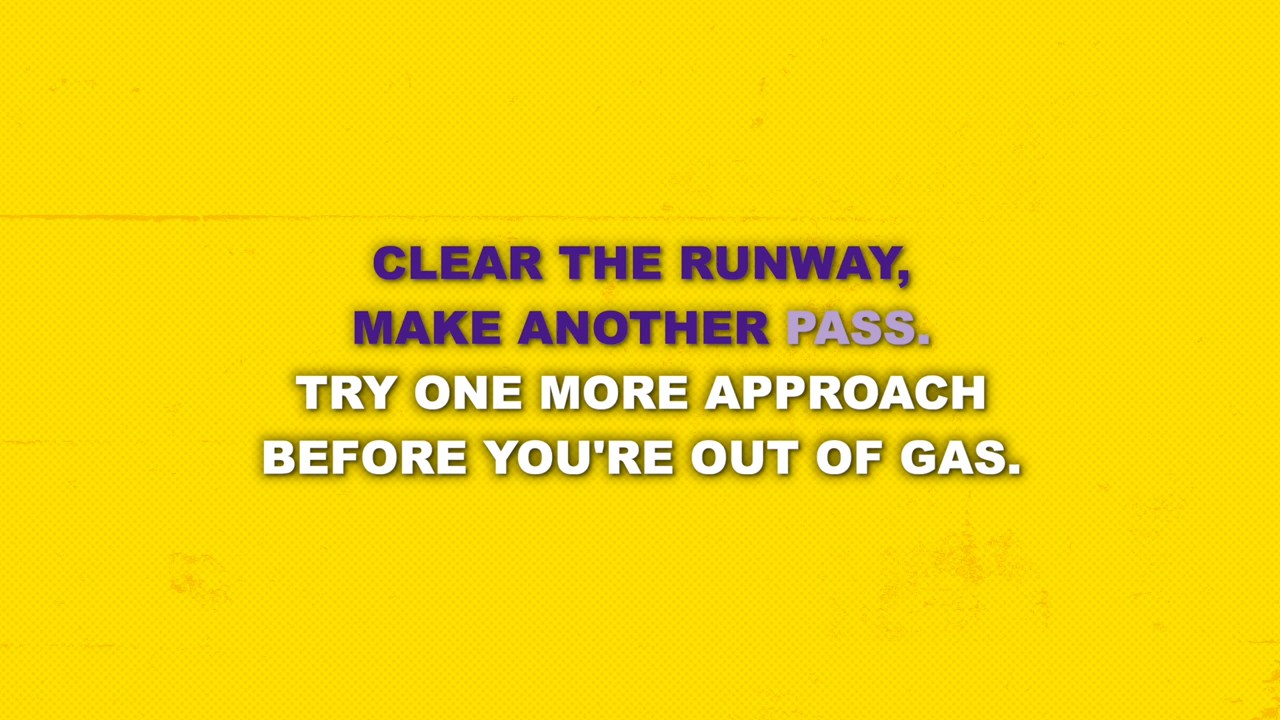 CLEAR THE RUNWAY,
MAKE ANOTHER PASS.
TRY ONE MORE APPROACH
BEFORE YOU'RE OUT OF GAS.